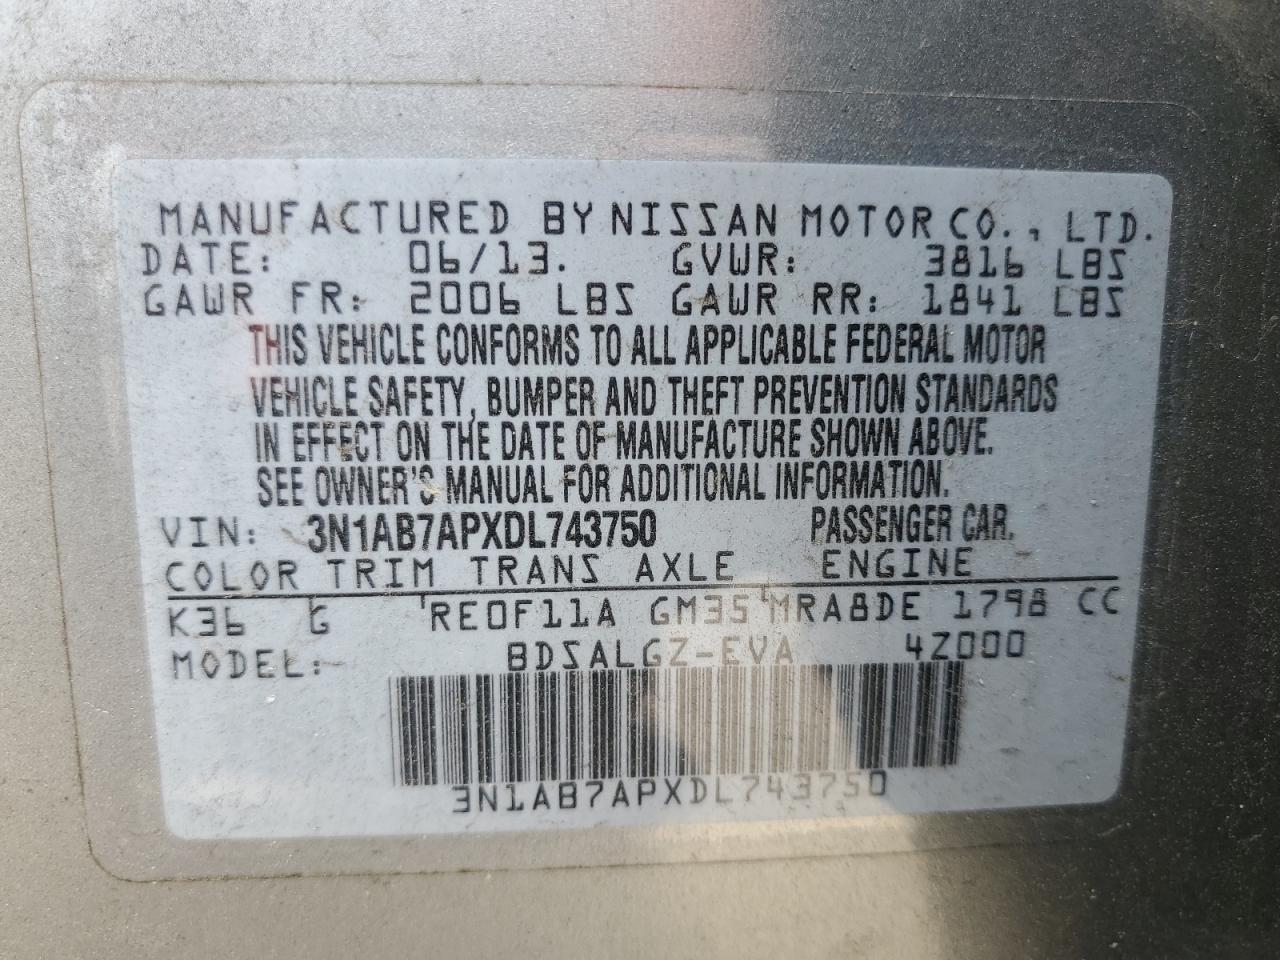 MANUFACTURED BY NISSAN MOTOR CO., LTD.
DATE: 06/13. GVWR: 3816 LBS
GAWR FR: 2006 LBS GAWR RR: 1841 LBS
THIS VEHICLE CONFORMS TO ALL APPLICABLE FEDERAL MOTOR
VEHICLE SAFETY, BUMPER AND THEFT PREVENTION STANDARDS
IN EFFECT ON THE DATE OF MANUFACTURE SHOWN ABOVE.
SEE OWNER'S MANUAL FOR ADDITIONAL INFORMATION.
VIN: 3N1AB7APXDL743750 PASSENGER CAR.
COLOR TRIM TRANS AXLE ENGINE
K36 G RE0F11A GM35 MRA8DE 1798 CC
MODEL: BDSALGZ-EVA 4Z000
3N1AB7APXDL743750